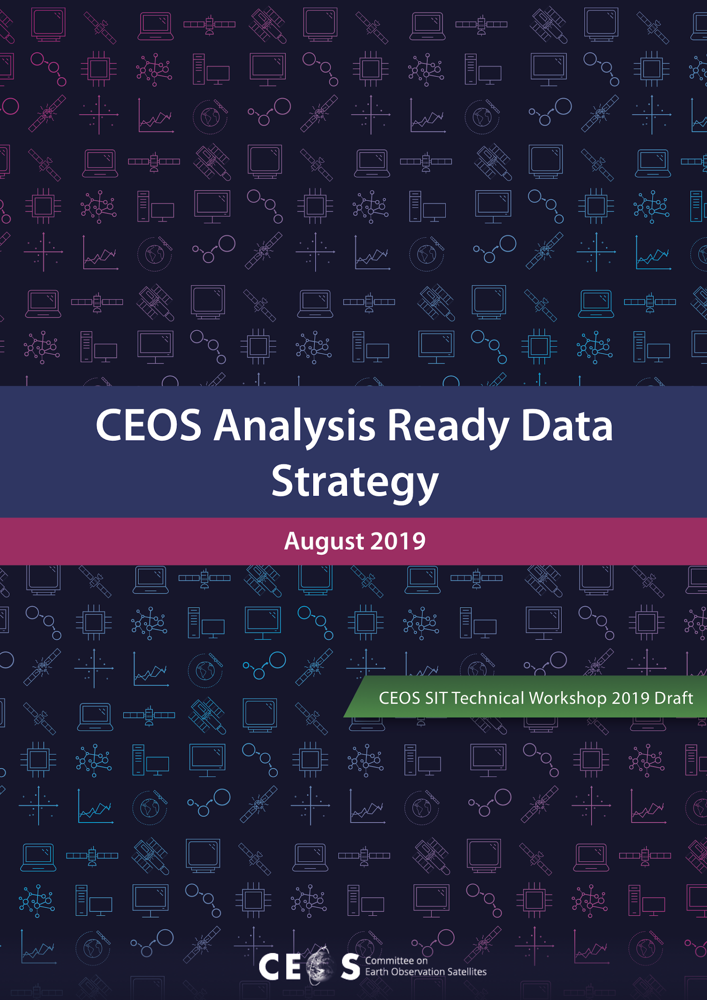 CEOS Analysis Ready Data
Strategy
August 2019
CEOS SIT Technical Workshop 2019 Draft
CEOS
Committee on
Earth Observation Satellites